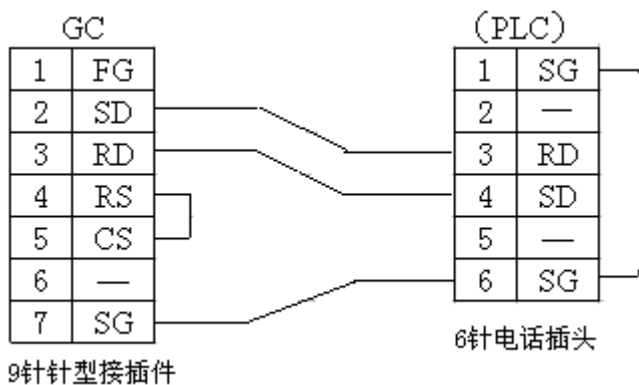 GC
1 FG
2 SD
3 RD
4 RS
5 CS
6 —
7 SG
9针针型接插件
(PLC)
1 SG
2 —
3 RD
4 SD
5 —
6 SG
6针电话插头